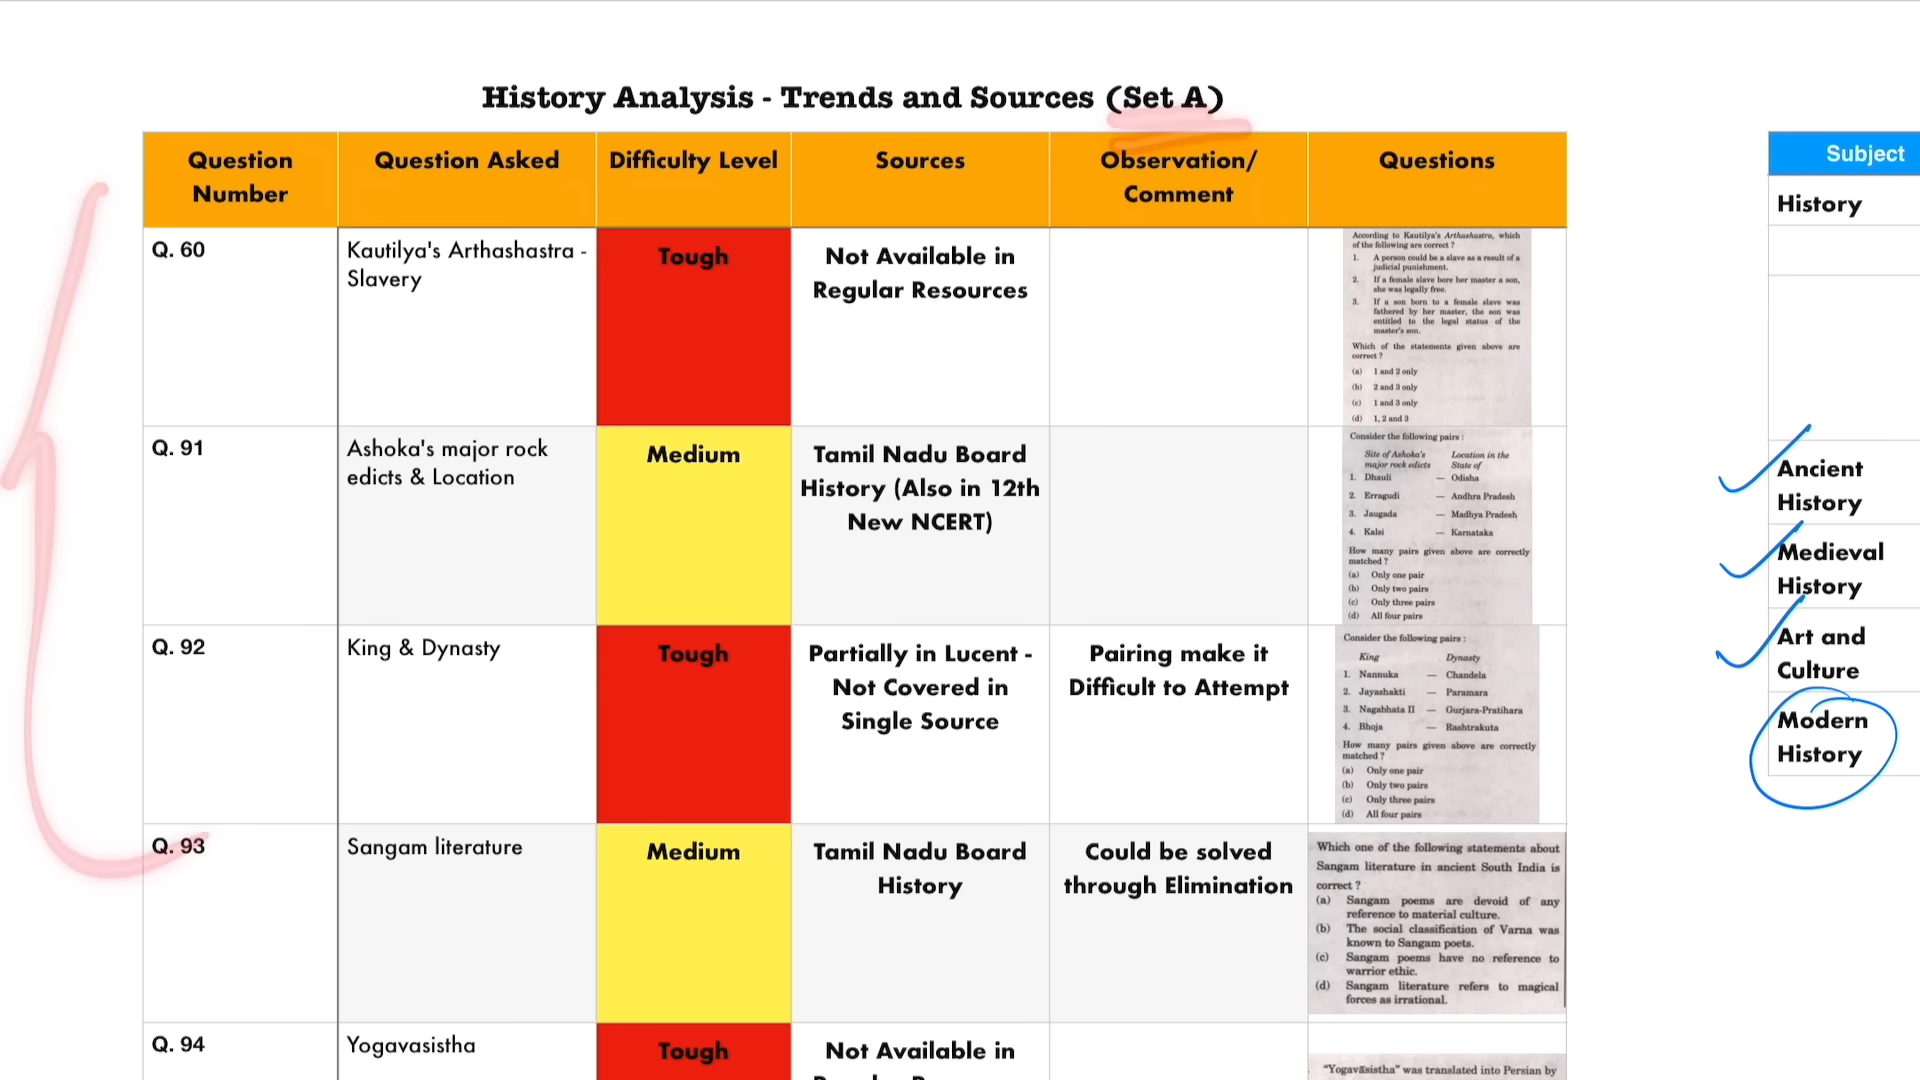 History Analysis - Trends and Sources (Set A)
Question Number
Question Asked
Difficulty Level
Sources
Observation/ Comment
Questions
Q. 60
Kautilya's Arthashastra -
Slavery
Tough
Not Available in
Regular Resources
According to Kautilya's Arthashastra, which
of the following are correct ?
1. A person could be a slave as a result of a
judicial punishment.
2. If a female slave bore her master a son,
she was legally free.
3. If a son born to a female slave was
fathered by her master, the son was
entitled to the legal status of the
master's son.
Which of the statements given above are
correct ?
(a) 1 and 2 only
(b) 2 and 3 only
(c) 1 and 3 only
(d) 1, 2 and 3
Q. 91
Ashoka's major rock
edicts & Location
Medium
Tamil Nadu Board
History (Also in 12th
New NCERT)
Consider the following pairs :
Site of Ashoka's major rock edicts
Location in the State of
1. Dhauli — Odisha
2. Erragudi — Andhra Pradesh
3. Jaugada — Madhya Pradesh
4. Kalsi — Karnataka
How many pairs given above are correctly
matched ?
(a) Only one pair
(b) Only two pairs
(c) Only three pairs
(d) All four pairs
Q. 92
King & Dynasty
Tough
Partially in Lucent -
Not Covered in
Single Source
Pairing make it
Difficult to Attempt
Consider the following pairs :
King Dynasty
1. Nannuka — Chandela
2. Jayashakti — Paramara
3. Nagabhata II — Gurjara-Pratihara
4. Bhoja — Rashtrakuta
How many pairs given above are correctly
matched ?
(a) Only one pair
(b) Only two pairs
(c) Only three pairs
(d) All four pairs
Q. 93
Sangam literature
Medium
Tamil Nadu Board
History
Could be solved
through Elimination
Which one of the following statements about
Sangam literature in ancient South India is
correct ?
(a) Sangam poems are devoid of any
reference to material culture.
(b) The social classification of Varna was
known to Sangam poets.
(c) Sangam poems have no reference to
warrior ethic.
(d) Sangam literature refers to magical
forces as irrational.
Q. 94
Yogavasistha
Tough
Not Available in
"Yogavāsistha" was translated into Persian by
Subject
History
Ancient
History
Medieval
History
Art and
Culture
Modern
History